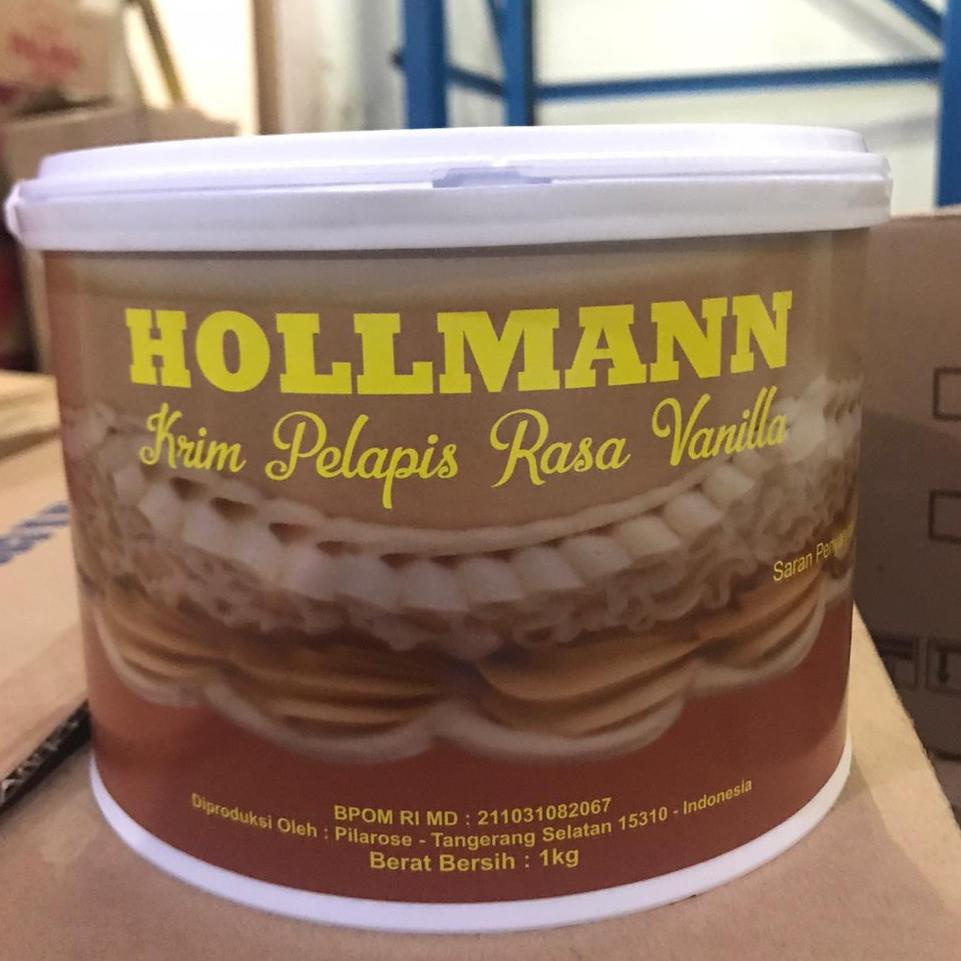 HOLLMANN
Krim Pelapis Rasa Vanilla
Saran
BPOM RI MD : 211031082067
Diproduksi Oleh : Pilarose - Tangerang Selatan 15310 - Indonesia
Berat Bersih : 1kg